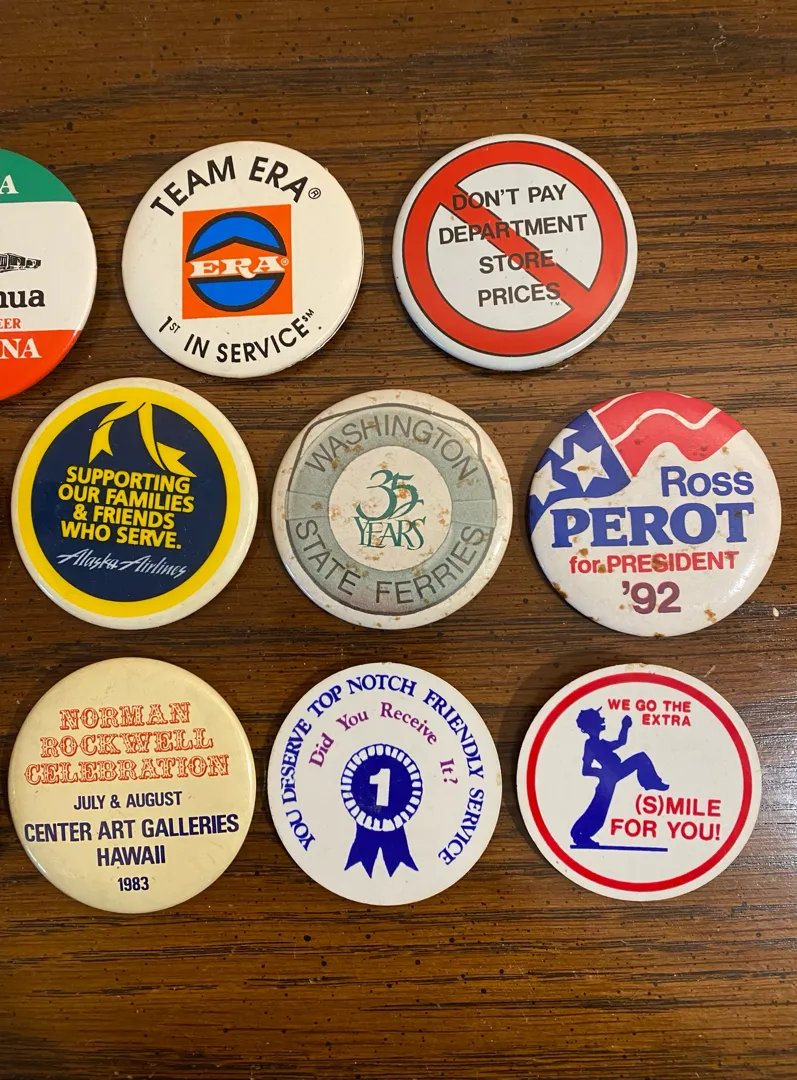 A
nua
EER
NA
TEAM ERA®
ERA®
1ST IN SERVICE℠
DON'T PAY
DEPARTMENT
STORE
PRICES™
SUPPORTING
OUR FAMILIES
& FRIENDS
WHO SERVE.
Alaska Airlines
WASHINGTON
35
YEARS
STATE FERRIES
Ross
PEROT
for PRESIDENT
'92
NORMAN
ROCKWELL
CELEBRATION
JULY & AUGUST
CENTER ART GALLERIES
HAWAII
1983
YOU DESERVE TOP NOTCH FRIENDLY SERVICE
Did You Receive It?
1
WE GO THE
EXTRA
(S)MILE
FOR YOU!